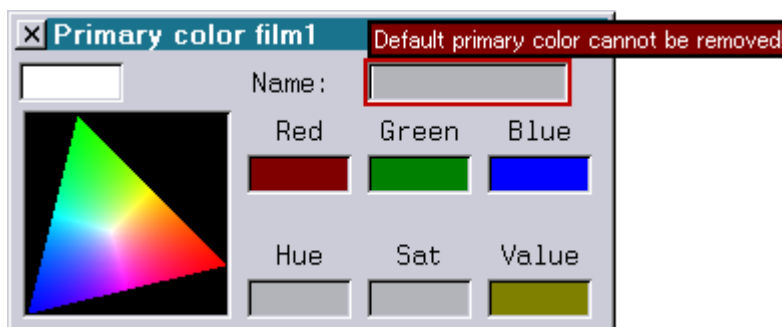 Primary color film1
Default primary color cannot be removed
Name:
Red Green Blue
Hue Sat Value